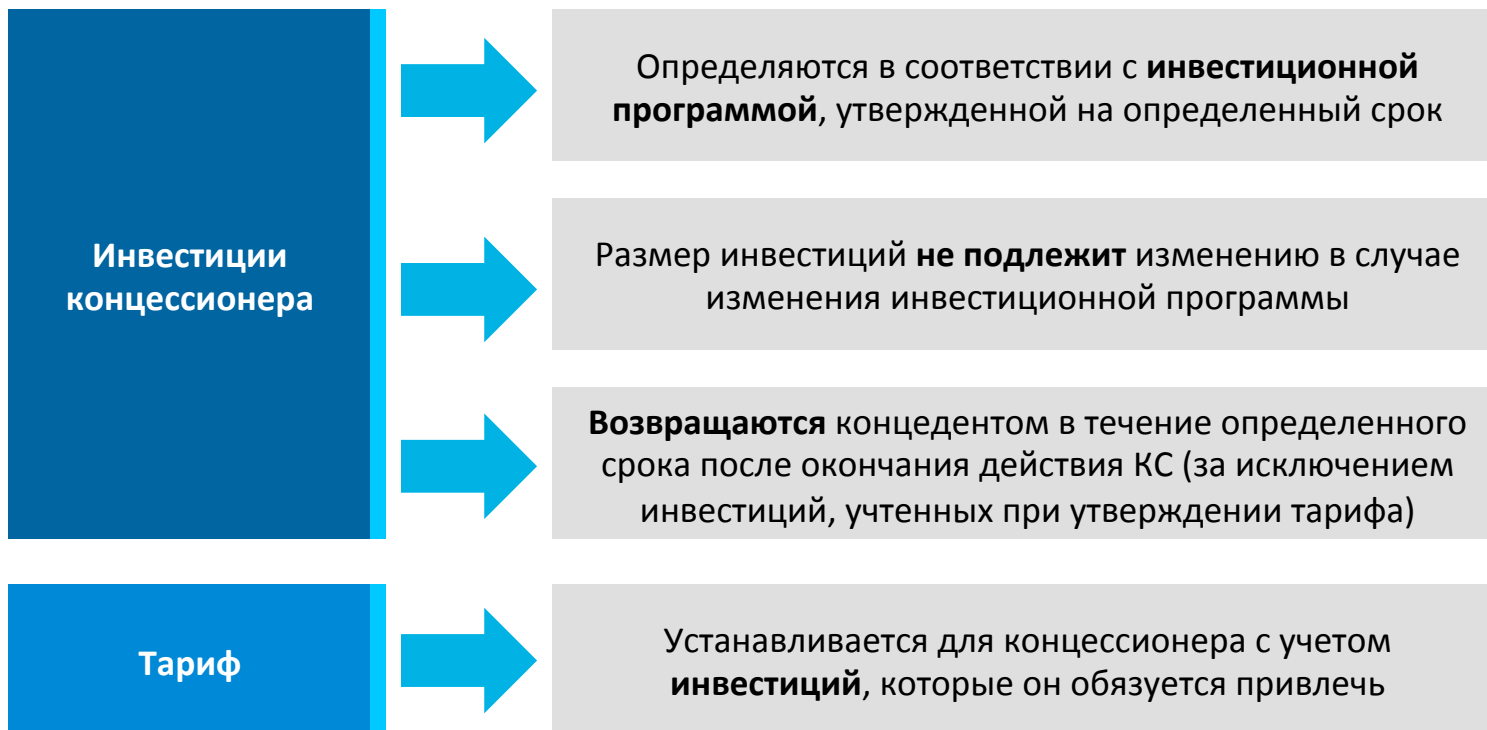 Инвестиции
концессионера
Определяются в соответствии с инвестиционной
программой, утвержденной на определенный срок
Размер инвестиций не подлежит изменению в случае
изменения инвестиционной программы
Возвращаются концедентом в течение определенного
срока после окончания действия КС (за исключением
инвестиций, учтенных при утверждении тарифа)
Тариф
Устанавливается для концессионера с учетом
инвестиций, которые он обязуется привлечь